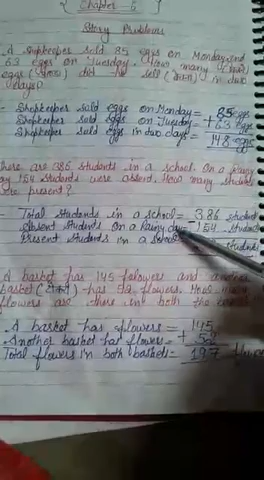 Chapter - 6
Story Problems
A shopkeeper sold 85 eggs on Monday and
63 eggs on Tuesday. How many
eggs did he sell in two
days?
Shopkeeper sold eggs on Monday = 85 eggs
Shopkeeper sold eggs on Tuesday = + 63 eggs
Shopkeeper sold eggs in two days = 148 eggs
There are 386 students in a school. On a rainy
day 154 students were absent. How many students
were present?
Total students in a school = 386 student
Absent students on a rainy day = - 154 student
Present students in a school student
A basket has 145 flowers and another
basket has 52 flowers. How many
flowers are there in both the
A basket has flowers = 145
Another basket has flowers = + 52
Total flowers in both baskets = 197